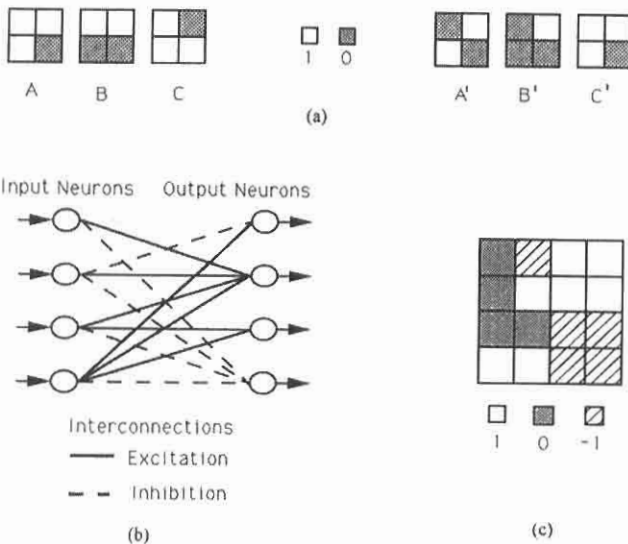 1 0
A B C A' B' C'
(a)
Input Neurons Output Neurons
Interconnections
Excitation
Inhibition
1 0 -1
(b) (c)